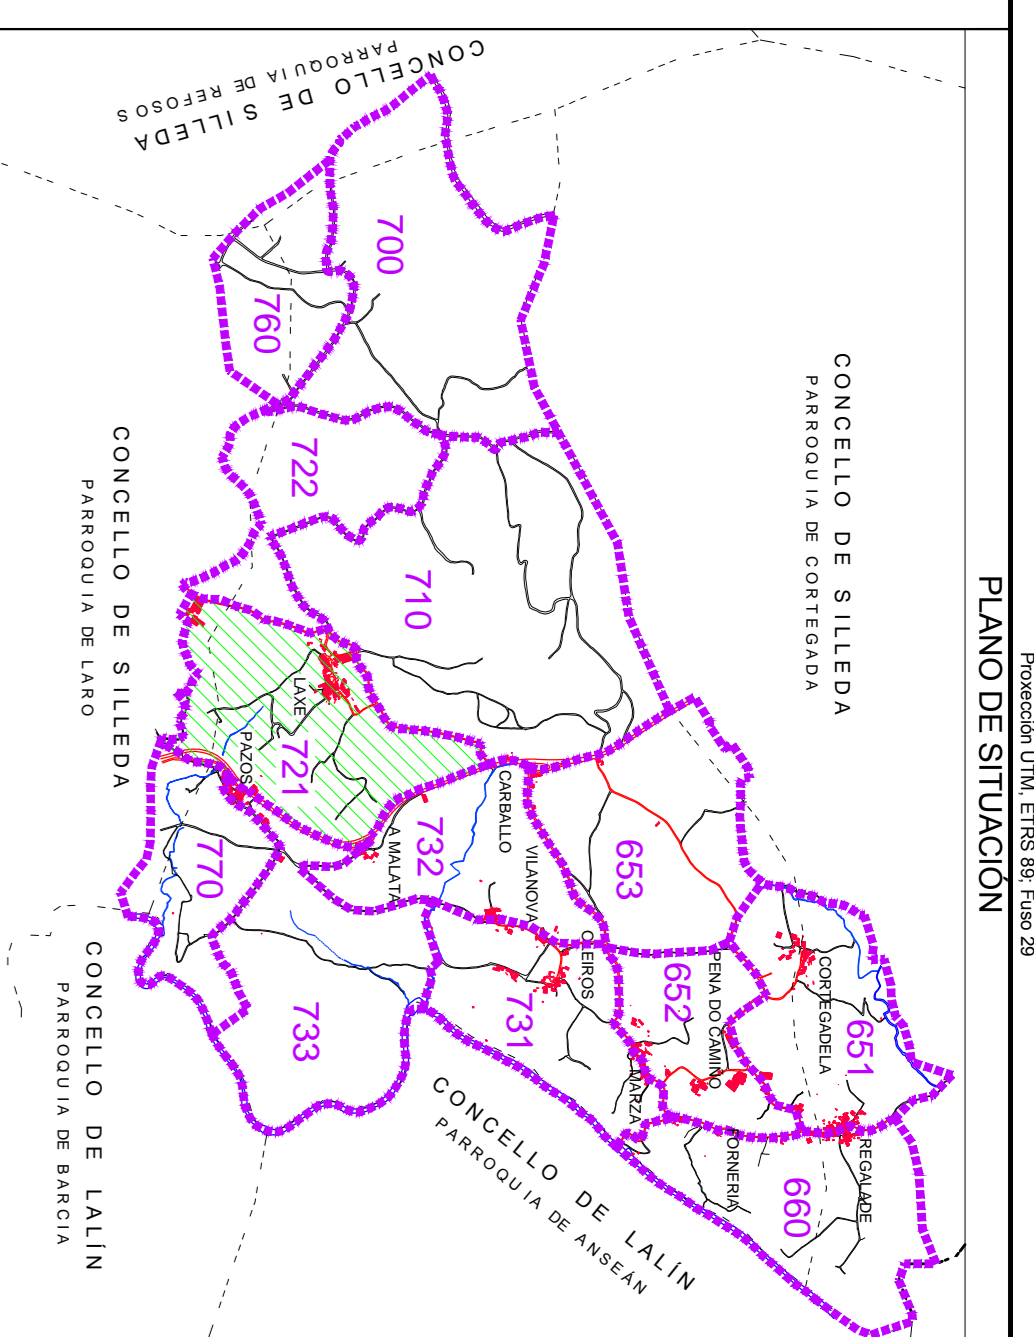 Proxección UTM, ETRS 89; Fuso 29
PLANO DE SITUACIÓN
CONCELLO DE SILLEDA
PARROQUIA DE CORTEGADA
CONCELLO DE SILLEDA
PARROQUIA DE REFOSOS
700
760
722
710
LAXE
721
PAZOS
CARBALLO
VILANOVA
732
A MALATA
653
770
OEIROS
731
733
652
PENA DO CAMIÑO
CORTEGADELA
651
MARZA
FORNERIA
REGALADE
660
CONCELLO DE SILLEDA
PARROQUIA DE LARO
CONCELLO DE LALÍN
PARROQUIA DE ANSEÁN
CONCELLO DE LALÍN
PARROQUIA DE BARCIA